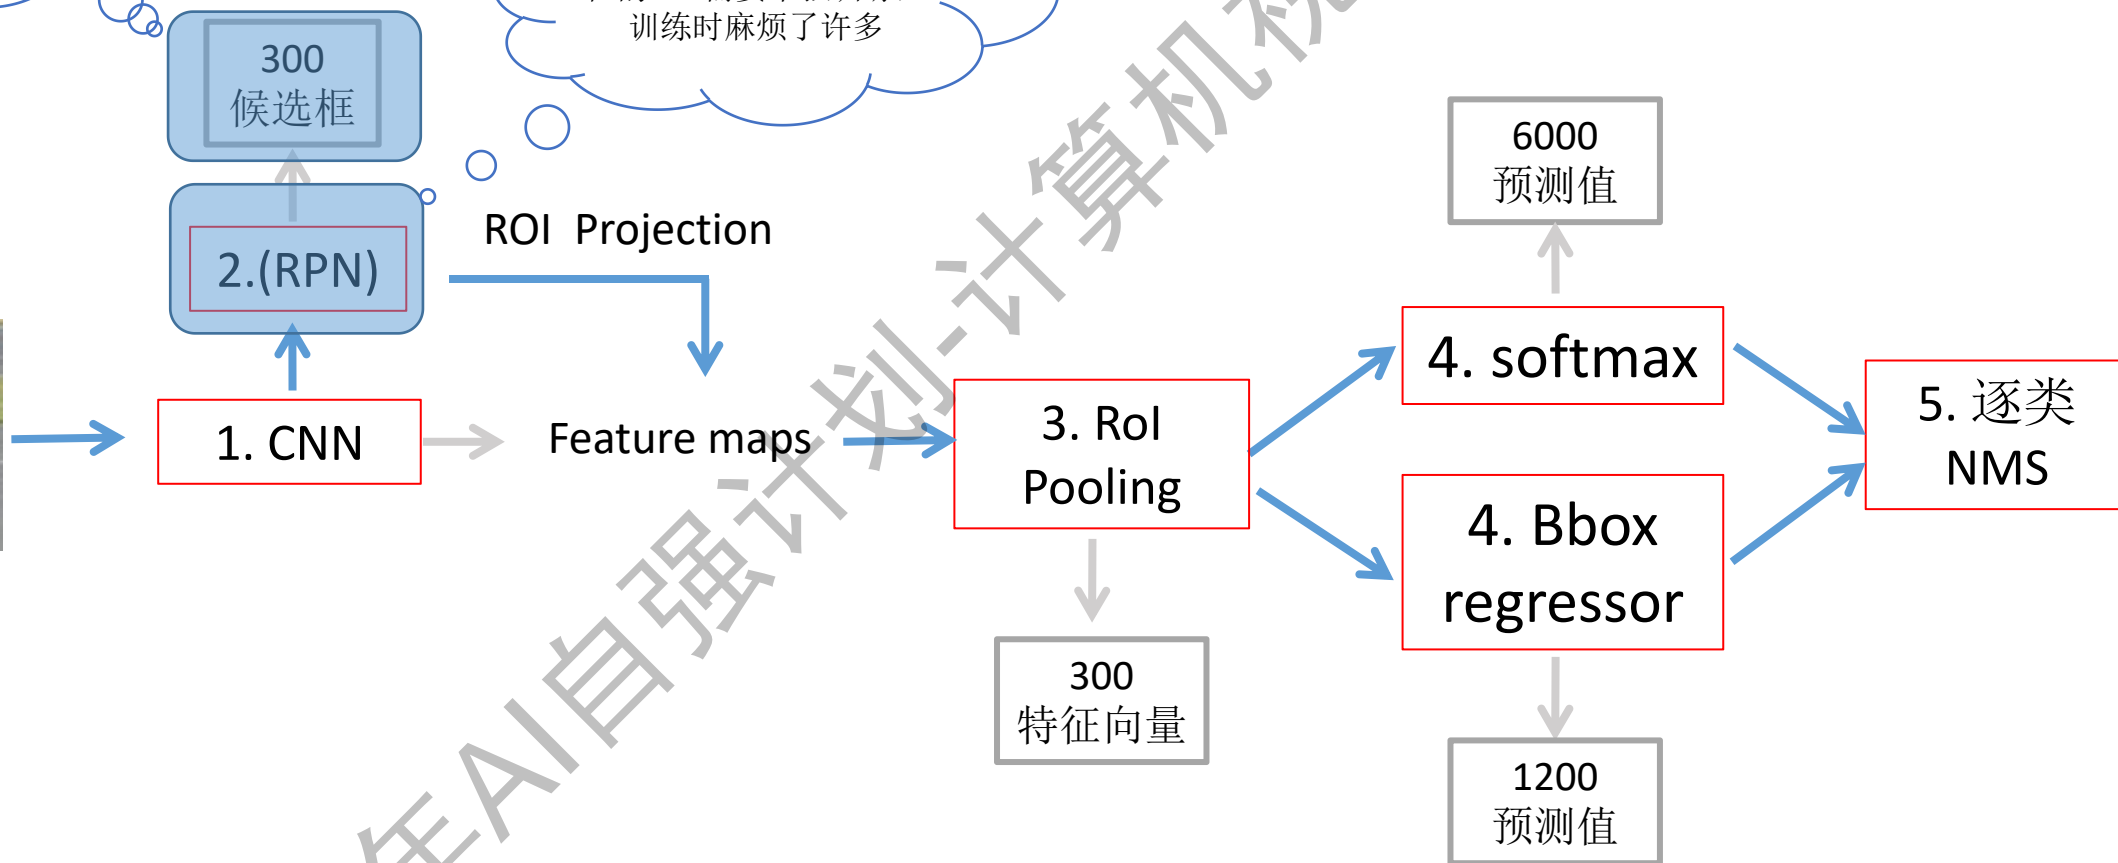 训练时麻烦了许多
300
候选框
2.(RPN)
ROI Projection
1. CNN
Feature maps
3. RoI
Pooling
300
特征向量
6000
预测值
4. softmax
4. Bbox
regressor
1200
预测值
5. 逐类
NMS
年AI自强计划-计算机视